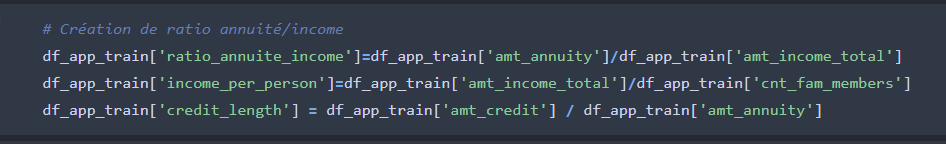 # Création de ratio annuité/income
df_app_train['ratio_annuite_income']=df_app_train['amt_annuity']/df_app_train['amt_income_total']
df_app_train['income_per_person']=df_app_train['amt_income_total']/df_app_train['cnt_fam_members']
df_app_train['credit_length'] = df_app_train['amt_credit'] / df_app_train['amt_annuity']